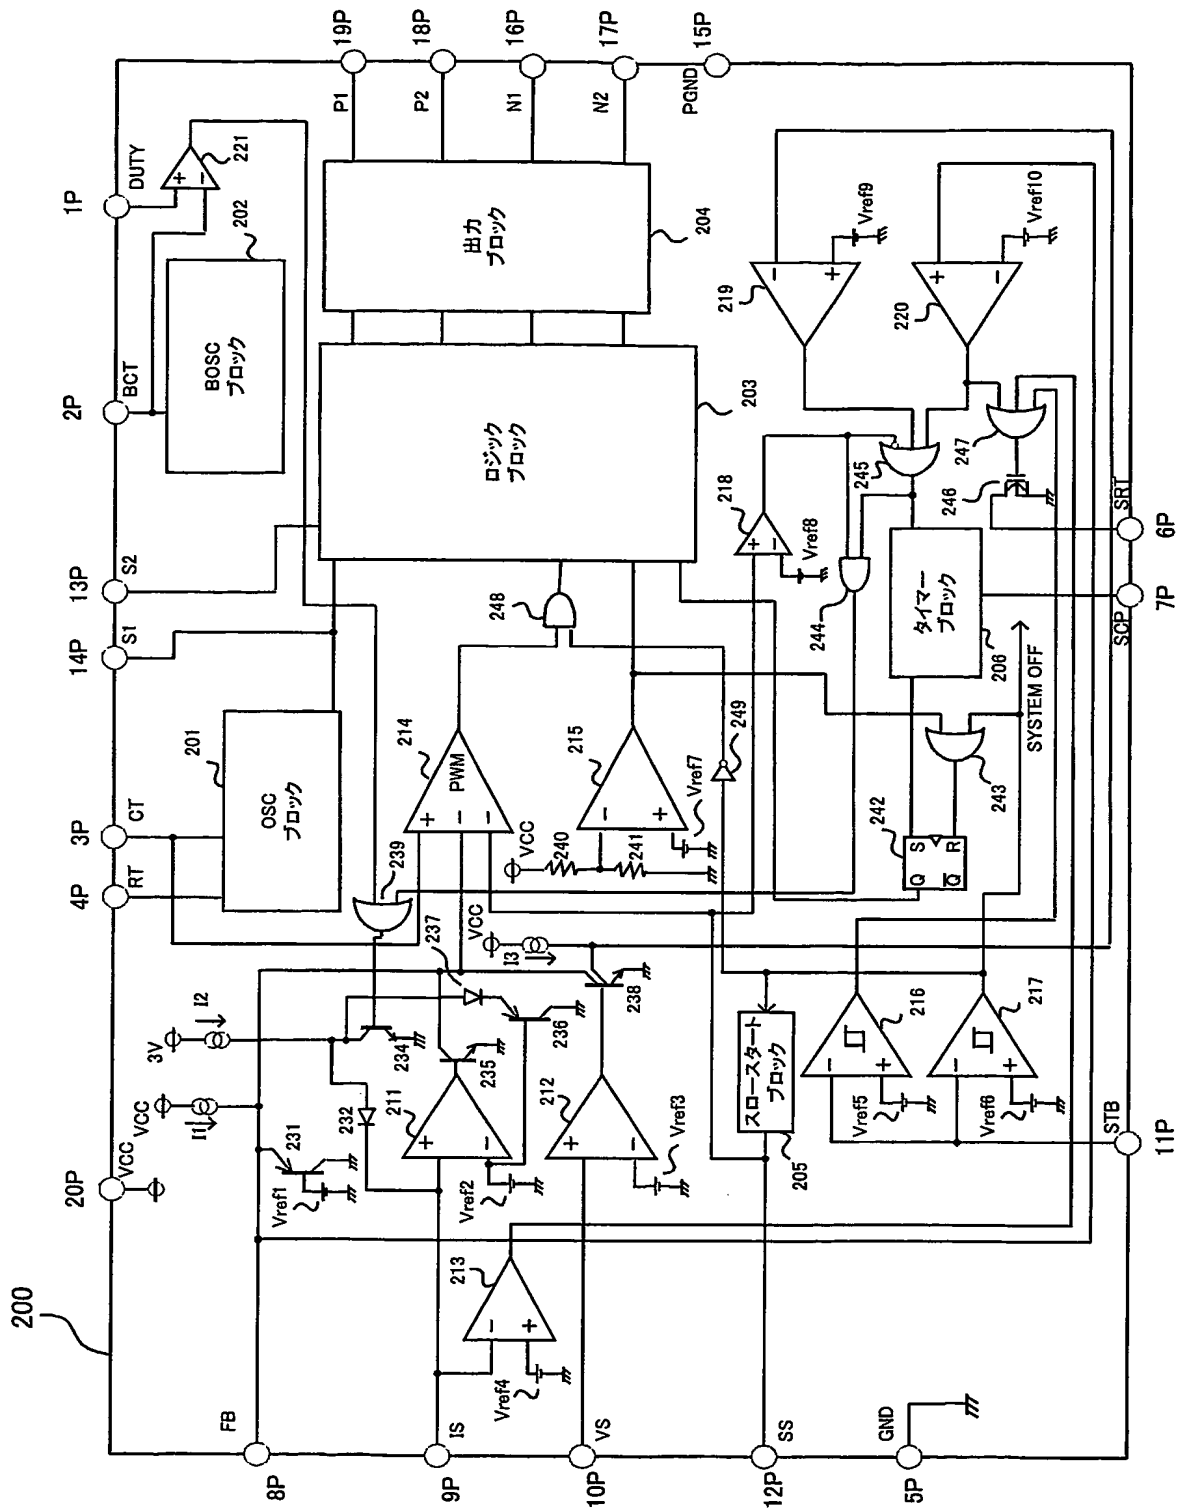 200
20P
VCC
4P
RT
3P
CT
14P
S1
13P
S2
2P
BCT
1P
DUTY
8P
FB
9P
IS
10P
VS
12P
SS
5P
GND
11P
STB
7P
SCP
6P
SRT
19P
P1
18P
P2
16P
N1
17P
N2
15P
PGND
VCC
I1
3V
I2
231
Vref1
232
234
239
201
OSC
ブロック
BOSC
ブロック
202
221
+
−
211
+
−
Vref2
235
236
237
VCC
I3
238
212
+
−
Vref3
213
−
+
Vref4
214
PWM
+
−
−
215
−
+
VCC
240
241
Vref7
248
249
ロジック
ブロック
203
出力
ブロック
204
スロースタート
ブロック
205
216
−
+
Vref5
217
−
+
Vref6
218
+
−
Vref8
219
−
+
Vref9
220
+
−
Vref10
242
S
R
Q
Q
243
244
245
246
247
タイマー
ブロック
206
SYSTEM OFF